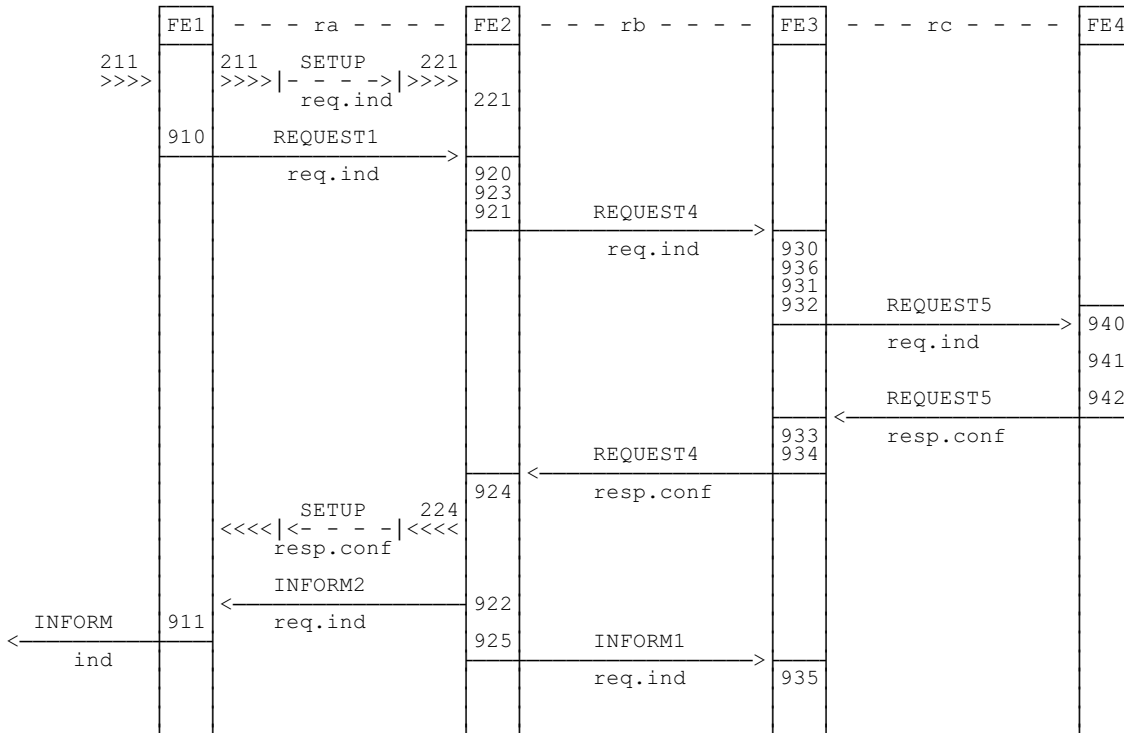 FE1 - - - ra - - - - FE2 - - - - rb - - - - FE3 - - - - rc - - - - FE4
211 211 SETUP 221
>>>> >>>>|- - - - ->|>>>>
req.ind 221
910 REQUEST1
req.ind 920
923
921 REQUEST4
req.ind 930
936
931
932 REQUEST5
940
req.ind
941
REQUEST5 942
933 resp.conf
REQUEST4 934
924 resp.conf
SETUP 224
<<<<|<- - - - -|<<<<
resp.conf
INFORM2
922
INFORM 911 req.ind
925 INFORM1
ind
req.ind 935